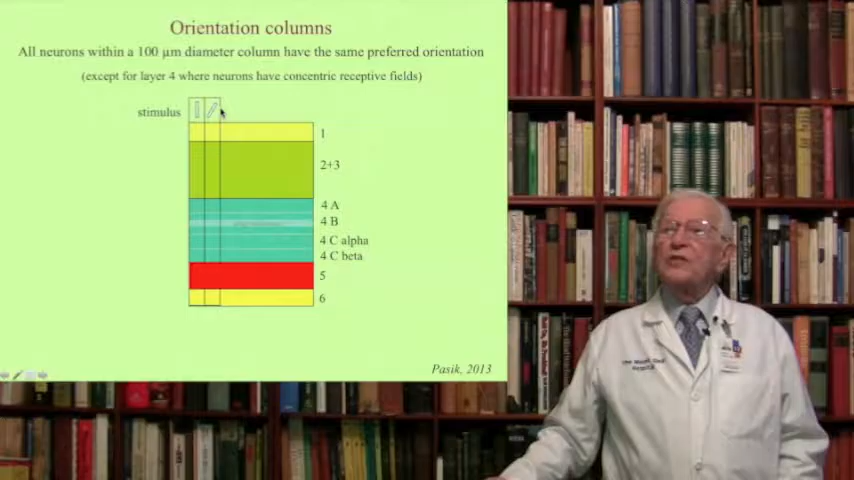 Orientation columns
All neurons within a 100 µm diameter column have the same preferred orientation
(except for layer 4 where neurons have concentric receptive fields)
stimulus
1
2+3
4 A
4 B
4 C alpha
4 C beta
5
6
Pasik, 2013